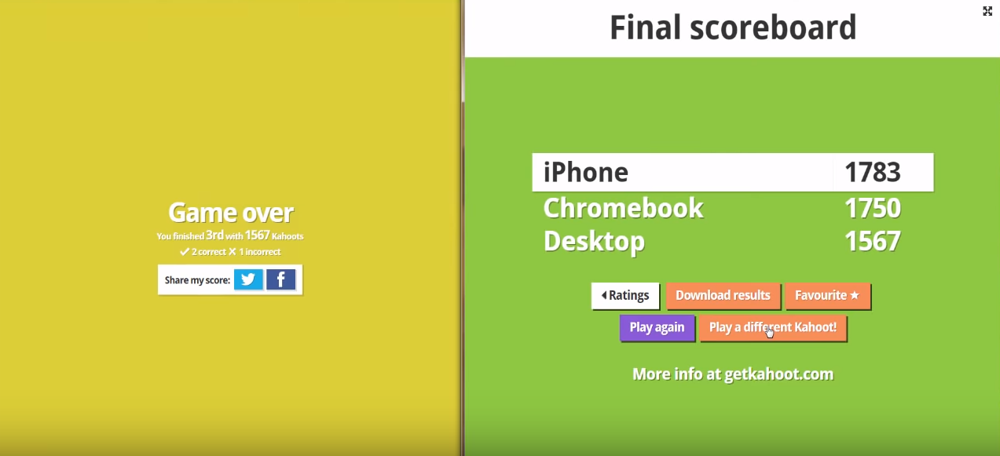 Game over
You finished 3rd with 1567 Kahoots
✓ 2 correct ✕ 1 incorrect
Share my score:
Final scoreboard
iPhone 1783
Chromebook 1750
Desktop 1567
Ratings Download results Favourite ★
Play again Play a different Kahoot!
More info at getkahoot.com